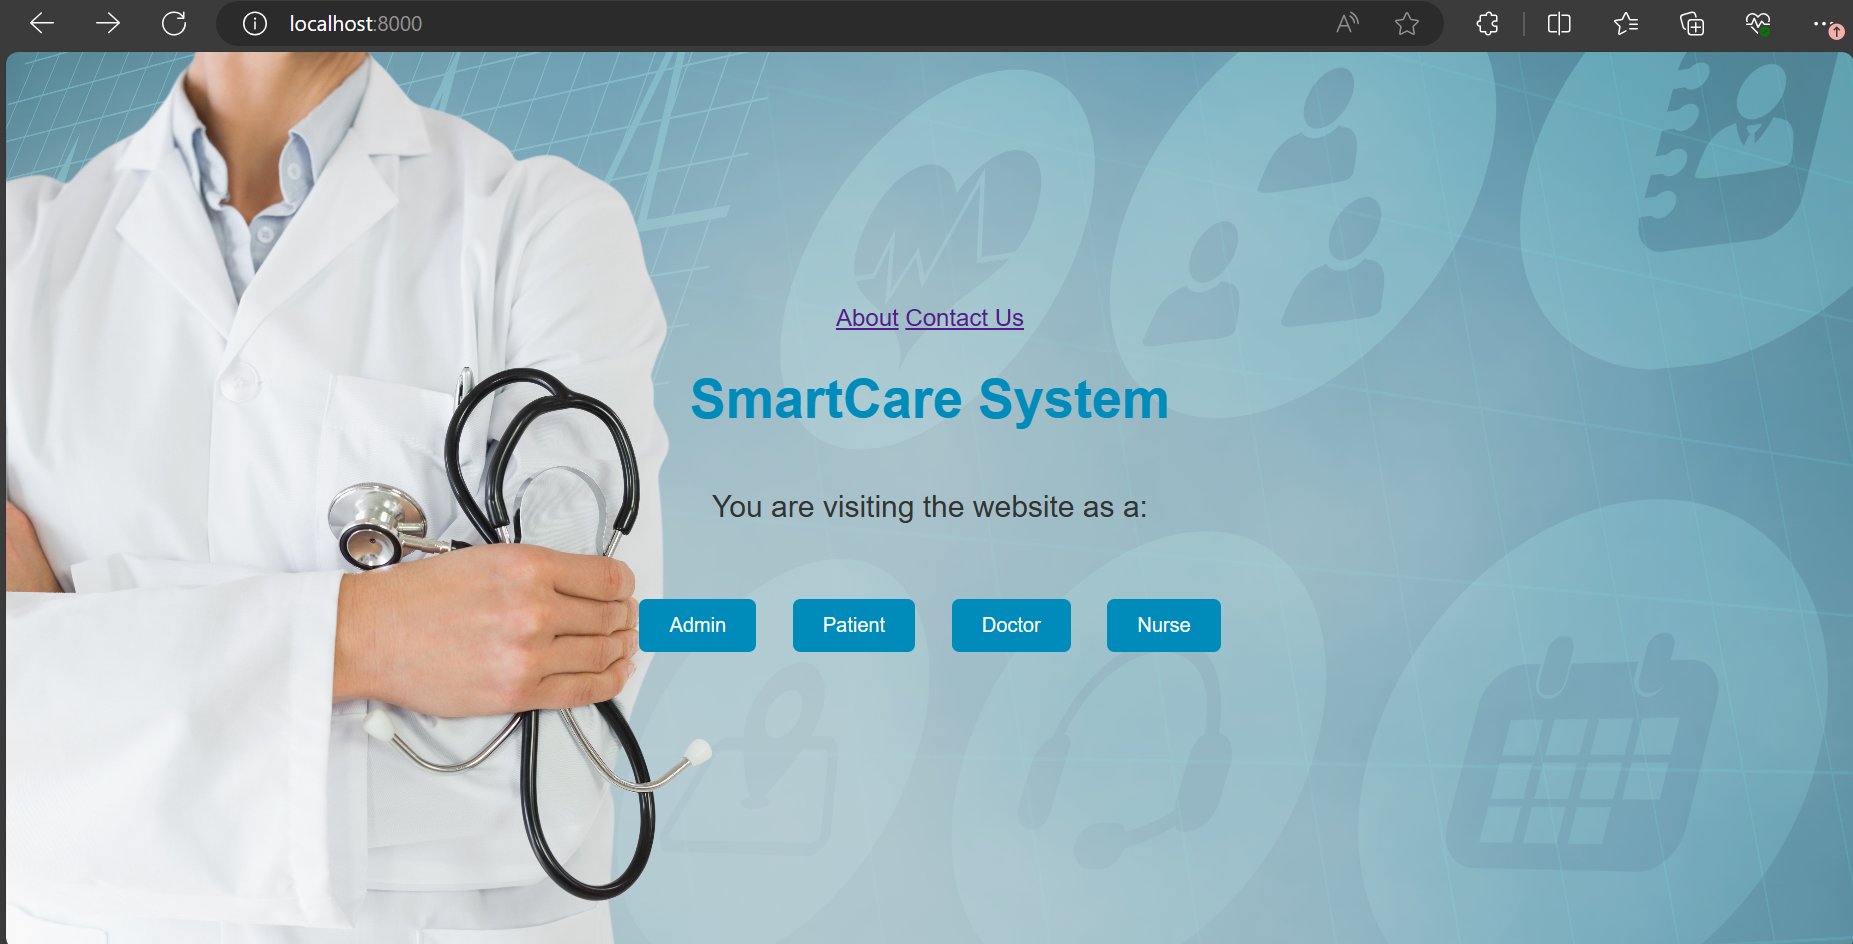 localhost:8000
About Contact Us
SmartCare System
You are visiting the website as a:
Admin Patient Doctor Nurse